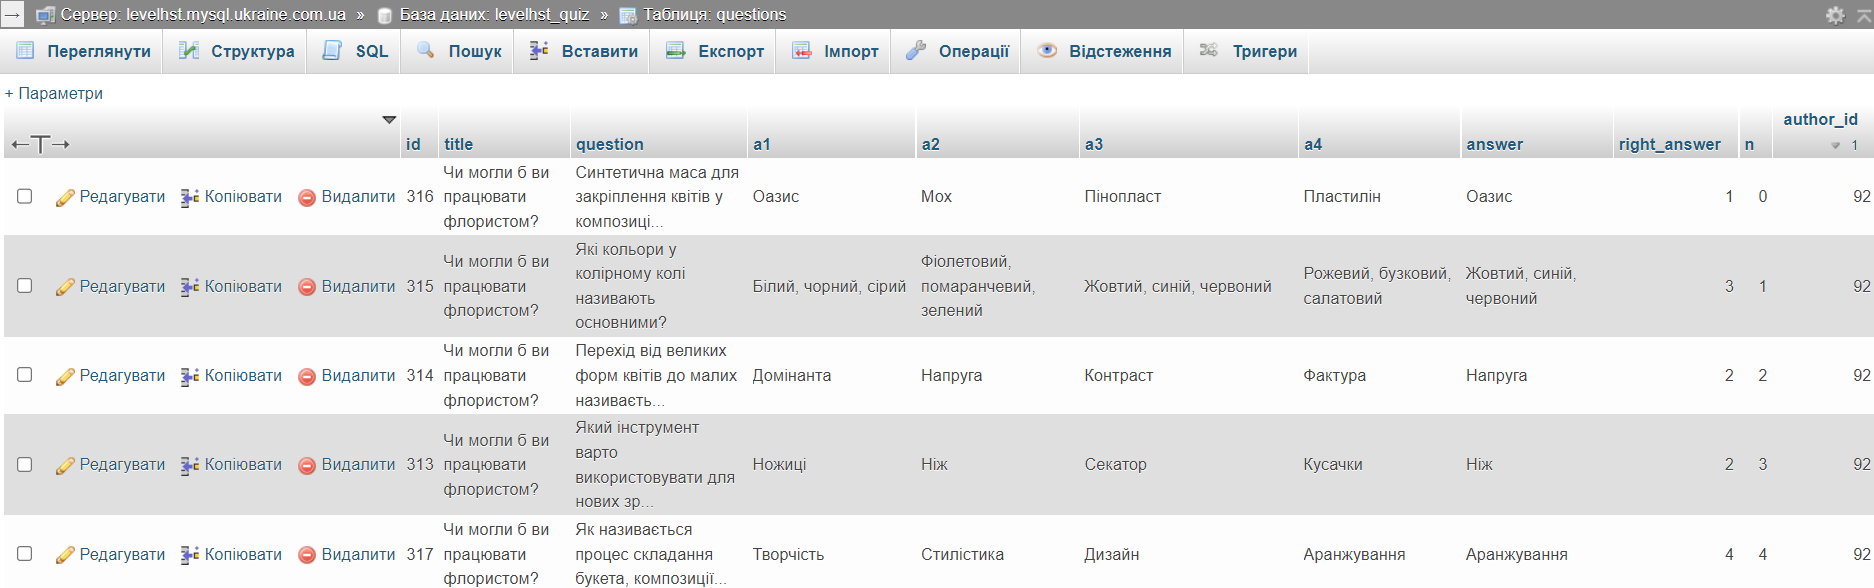 Сервер: levelhst.mysql.ukraine.com.ua » База даних: levelhst_quiz » Таблиця: questions
Переглянути Структура SQL Пошук Вставити Експорт Імпорт Операції Відстеження Тригери
+ Параметри
←T→ id title question a1 a2 a3 a4 answer right_answer n author_id 1
Редагувати Копіювати Видалити 316
Чи могли б ви
працювати
флористом?
Синтетична маса для
закріплення квітів у
композиці...
Оазис Мох Пінопласт Пластилін Оазис 1 0 92
Редагувати Копіювати Видалити 315
Чи могли б ви
працювати
флористом?
Які кольори у
колірному колі
називають
основними?
Білий, чорний, сірий
Фіолетовий,
помаранчевий,
зелений
Жовтий, синій, червоний
Рожевий, бузковий,
салатовий
Жовтий, синій,
червоний
3 1 92
Редагувати Копіювати Видалити 314
Чи могли б ви
працювати
флористом?
Перехід від великих
форм квітів до малих
називаєть...
Домінанта Напруга Контраст Фактура Напруга 2 2 92
Редагувати Копіювати Видалити 313
Чи могли б ви
працювати
флористом?
Який інструмент
варто
використовувати для
нових зр...
Ножиці Ніж Секатор Кусачки Ніж 2 3 92
Редагувати Копіювати Видалити 317
Чи могли б ви
працювати
флористом?
Як називається
процес складання
букета, композиції...
Творчість Стилістика Дизайн Аранжування Аранжування 4 4 92